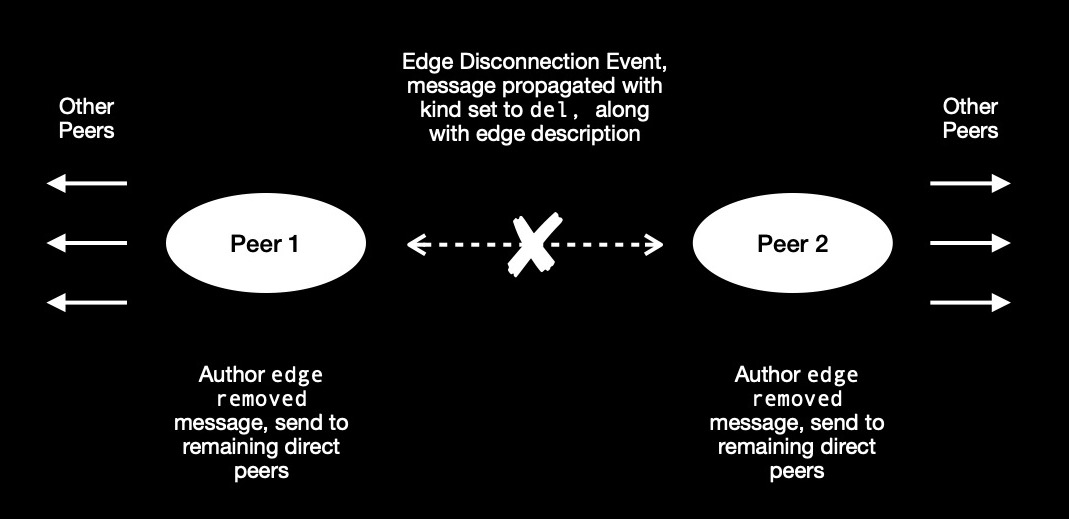 Edge Disconnection Event,
message propagated with
kind set to del, along
with edge description
Other
Peers
Other
Peers
Peer 1
Peer 2
Author edge
removed
message, send to
remaining direct
peers
Author edge
removed
message, send to
remaining direct
peers